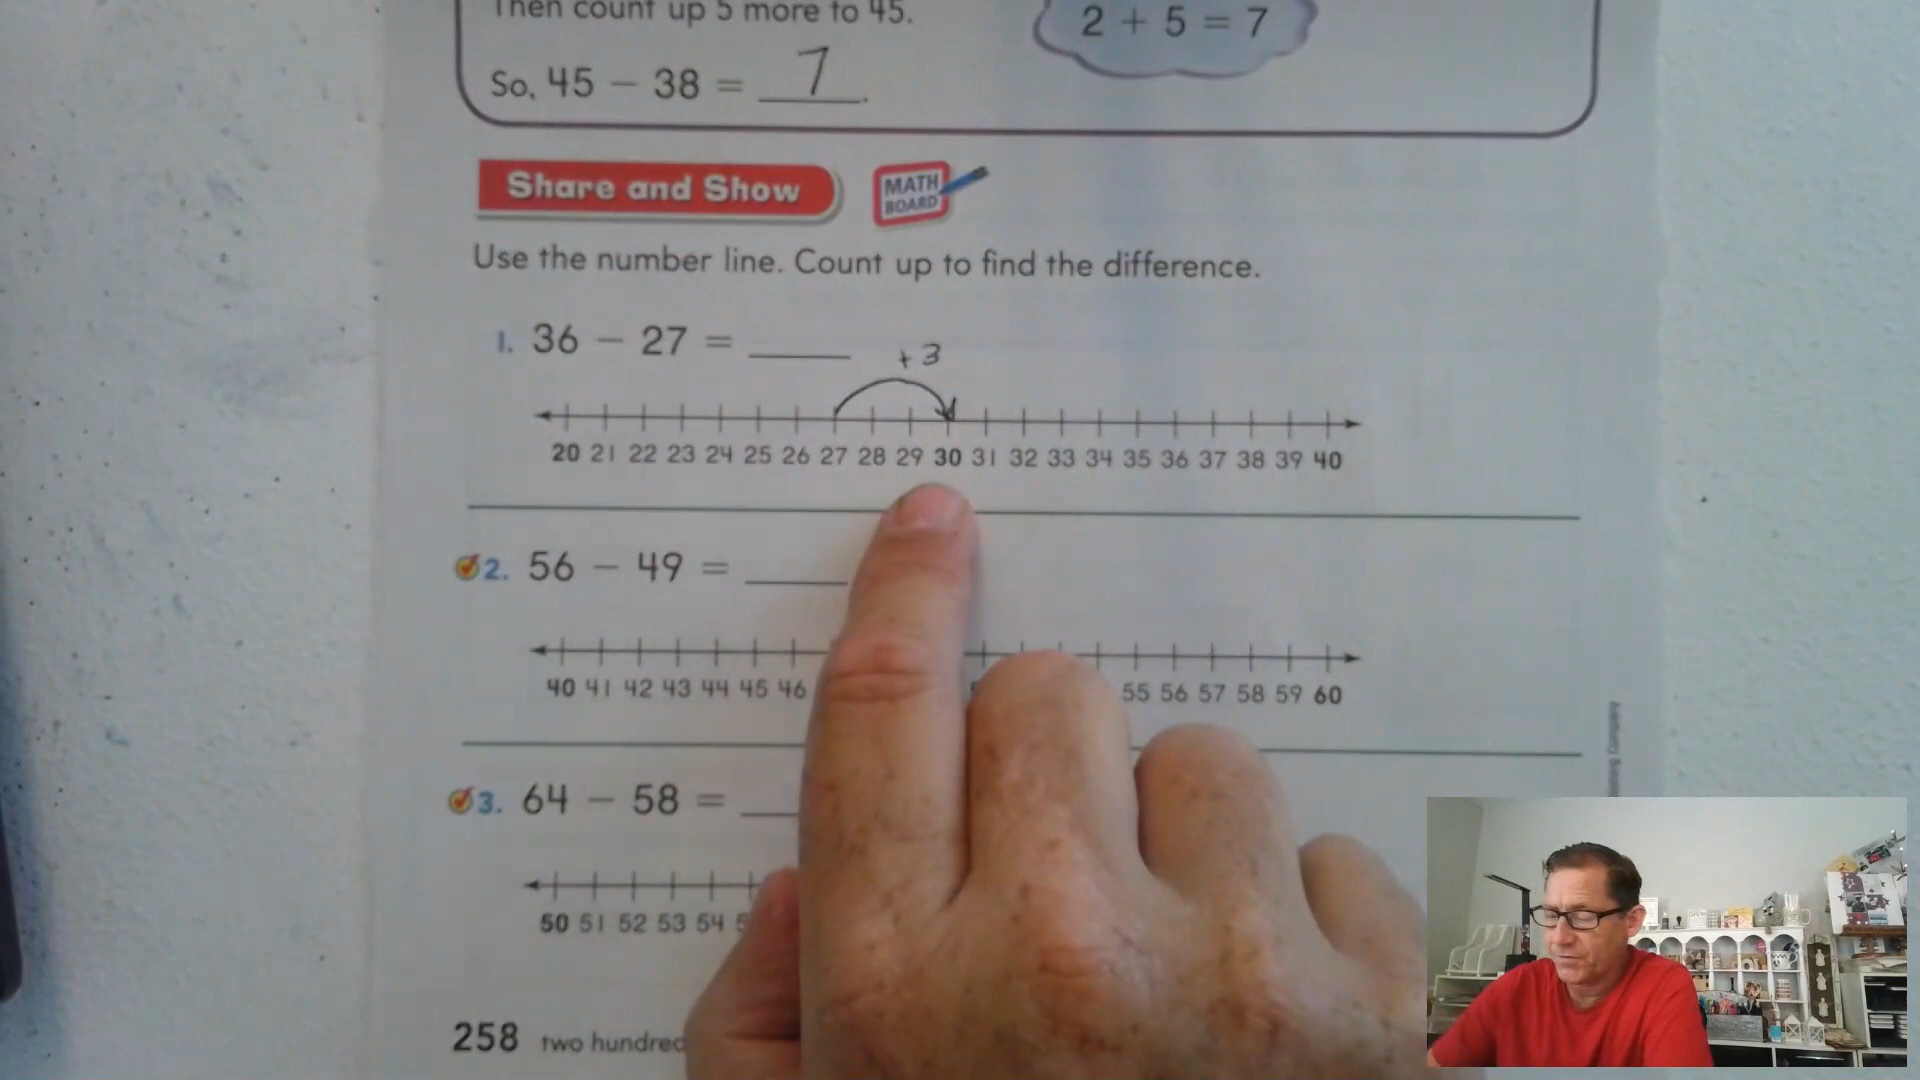 Then count up 5 more to 45.
2 + 5 = 7
So, 45 − 38 = 7.
Share and Show
MATH BOARD
Use the number line. Count up to find the difference.
1. 36 − 27 = ____
+3
20 21 22 23 24 25 26 27 28 29 30 31 32 33 34 35 36 37 38 39 40
2. 56 − 49 = ____
40 41 42 43 44 45 46 55 56 57 58 59 60
3. 64 − 58 = ____
50 51 52 53 54
258 two